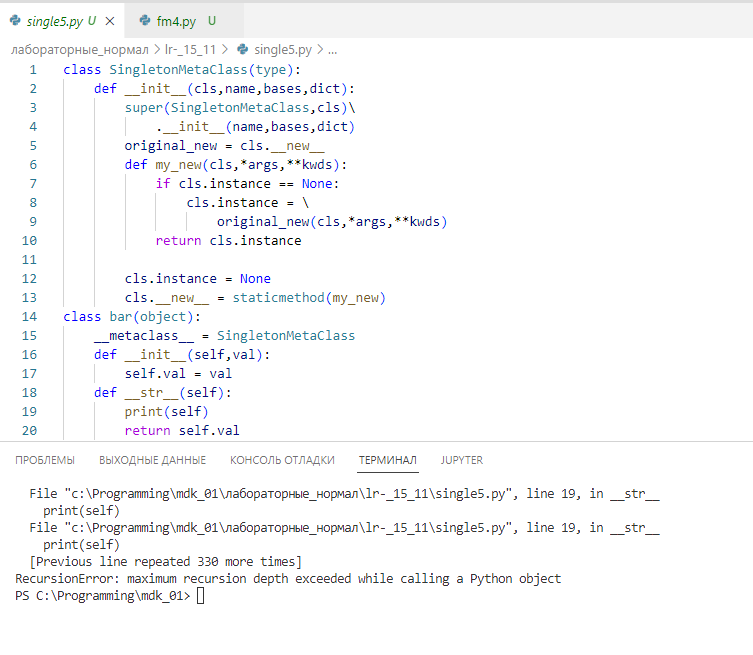 single5.py U × fm4.py U
лабораторные_нормал > lr-_15_11 > single5.py > ...
1 class SingletonMetaClass(type):
2 def __init__(cls,name,bases,dict):
3 super(SingletonMetaClass,cls)\
4 .__init__(name,bases,dict)
5 original_new = cls.__new__
6 def my_new(cls,*args,**kwds):
7 if cls.instance == None:
8 cls.instance = \
9 original_new(cls,*args,**kwds)
10 return cls.instance
11
12 cls.instance = None
13 cls.__new__ = staticmethod(my_new)
14 class bar(object):
15 __metaclass__ = SingletonMetaClass
16 def __init__(self,val):
17 self.val = val
18 def __str__(self):
19 print(self)
20 return self.val
ПРОБЛЕМЫ ВЫХОДНЫЕ ДАННЫЕ КОНСОЛЬ ОТЛАДКИ ТЕРМИНАЛ JUPYTER
File "c:\Programming\mdk_01\лабораторные_нормал\lr-_15_11\single5.py", line 19, in __str__
print(self)
File "c:\Programming\mdk_01\лабораторные_нормал\lr-_15_11\single5.py", line 19, in __str__
print(self)
[Previous line repeated 330 more times]
RecursionError: maximum recursion depth exceeded while calling a Python object
PS C:\Programming\mdk_01>